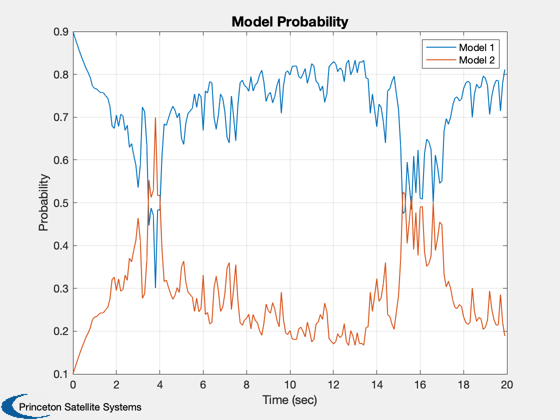 Model Probability
Model 1
Model 2
0.9
0.8
0.7
0.6
0.5
0.4
0.3
0.2
0.1
Probability
0 2 4 6 8 10 12 14 16 18 20
Time (sec)
Princeton Satellite Systems